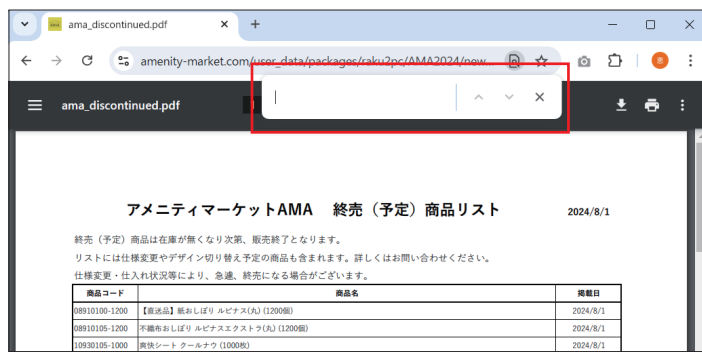 ama_discontinued.pdf
amenity-market.com/user_data/packages/raku2pc/AMA2024/new...
ama_discontinued.pdf
アメニティマーケットAMA 終売（予定）商品リスト 2024/8/1
終売（予定）商品は在庫が無くなり次第、販売終了となります。
リストには仕様変更やデザイン切り替え予定の商品も含まれます。詳しくはお問い合わせください。
仕様変更・仕入れ状況等により、急遽、終売になる場合がございます。
商品コード 商品名 掲載日
08910100-1200 【直送品】紙おしぼり ルピナス(丸) (1200個) 2024/8/1
08910105-1200 不織布おしぼり ルピナスエクストラ(丸) (1200個) 2024/8/1
10930105-1000 爽快シート クールナウ (1000枚) 2024/8/1